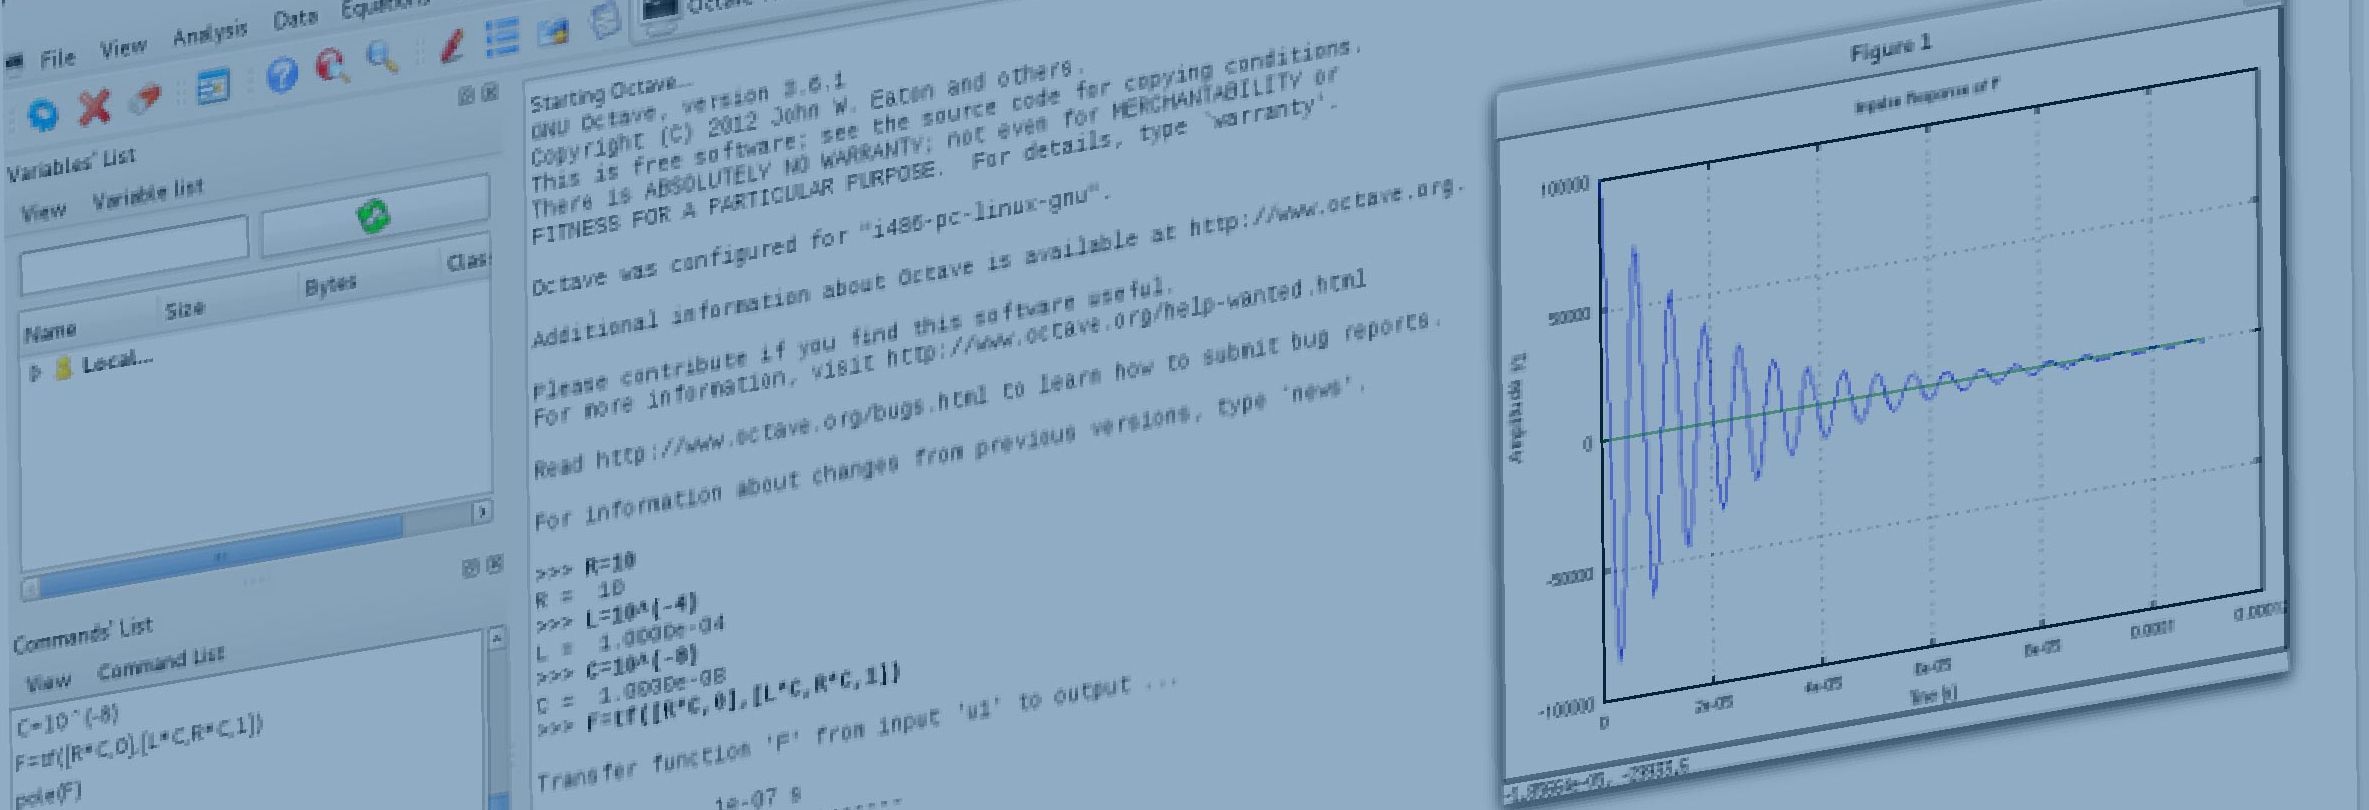 File View Analysis Data Equations
Octave
Variables' List
View Variable list
Name Size Bytes Clas
Local...
Commands' List
View Command List
C=10^(-8)
F=tf([R*C,0],[L*C,R*C,1])
pole(F)
Starting Octave...
GNU Octave, version 3.6.1
Copyright (C) 2012 John W. Eaton and others.
This is free software; see the source code for copying conditions.
There is ABSOLUTELY NO WARRANTY; not even for MERCHANTABILITY or
FITNESS FOR A PARTICULAR PURPOSE.  For details, type `warranty'.
Octave was configured for "i486-pc-linux-gnu".
Additional information about Octave is available at http://www.octave.org.
Please contribute if you find this software useful.
For more information, visit http://www.octave.org/help-wanted.html
Read http://www.octave.org/bugs.html to learn how to submit bug reports.
For information about changes from previous versions, type `news'.
>>> R=10
R =  10
>>> L=10^(-4)
L =  1.0000e-04
>>> C=10^(-8)
C =  1.0000e-08
>>> F=tf([R*C,0],[L*C,R*C,1])
Transfer function 'F' from input 'u1' to output ...
1e-07 s
Figure 1
Impulse Response of F
100000
50000
0
-50000
-100000
0 2e-05 4e-05 6e-05 8e-05 0.0001 0.00012
Time [s]